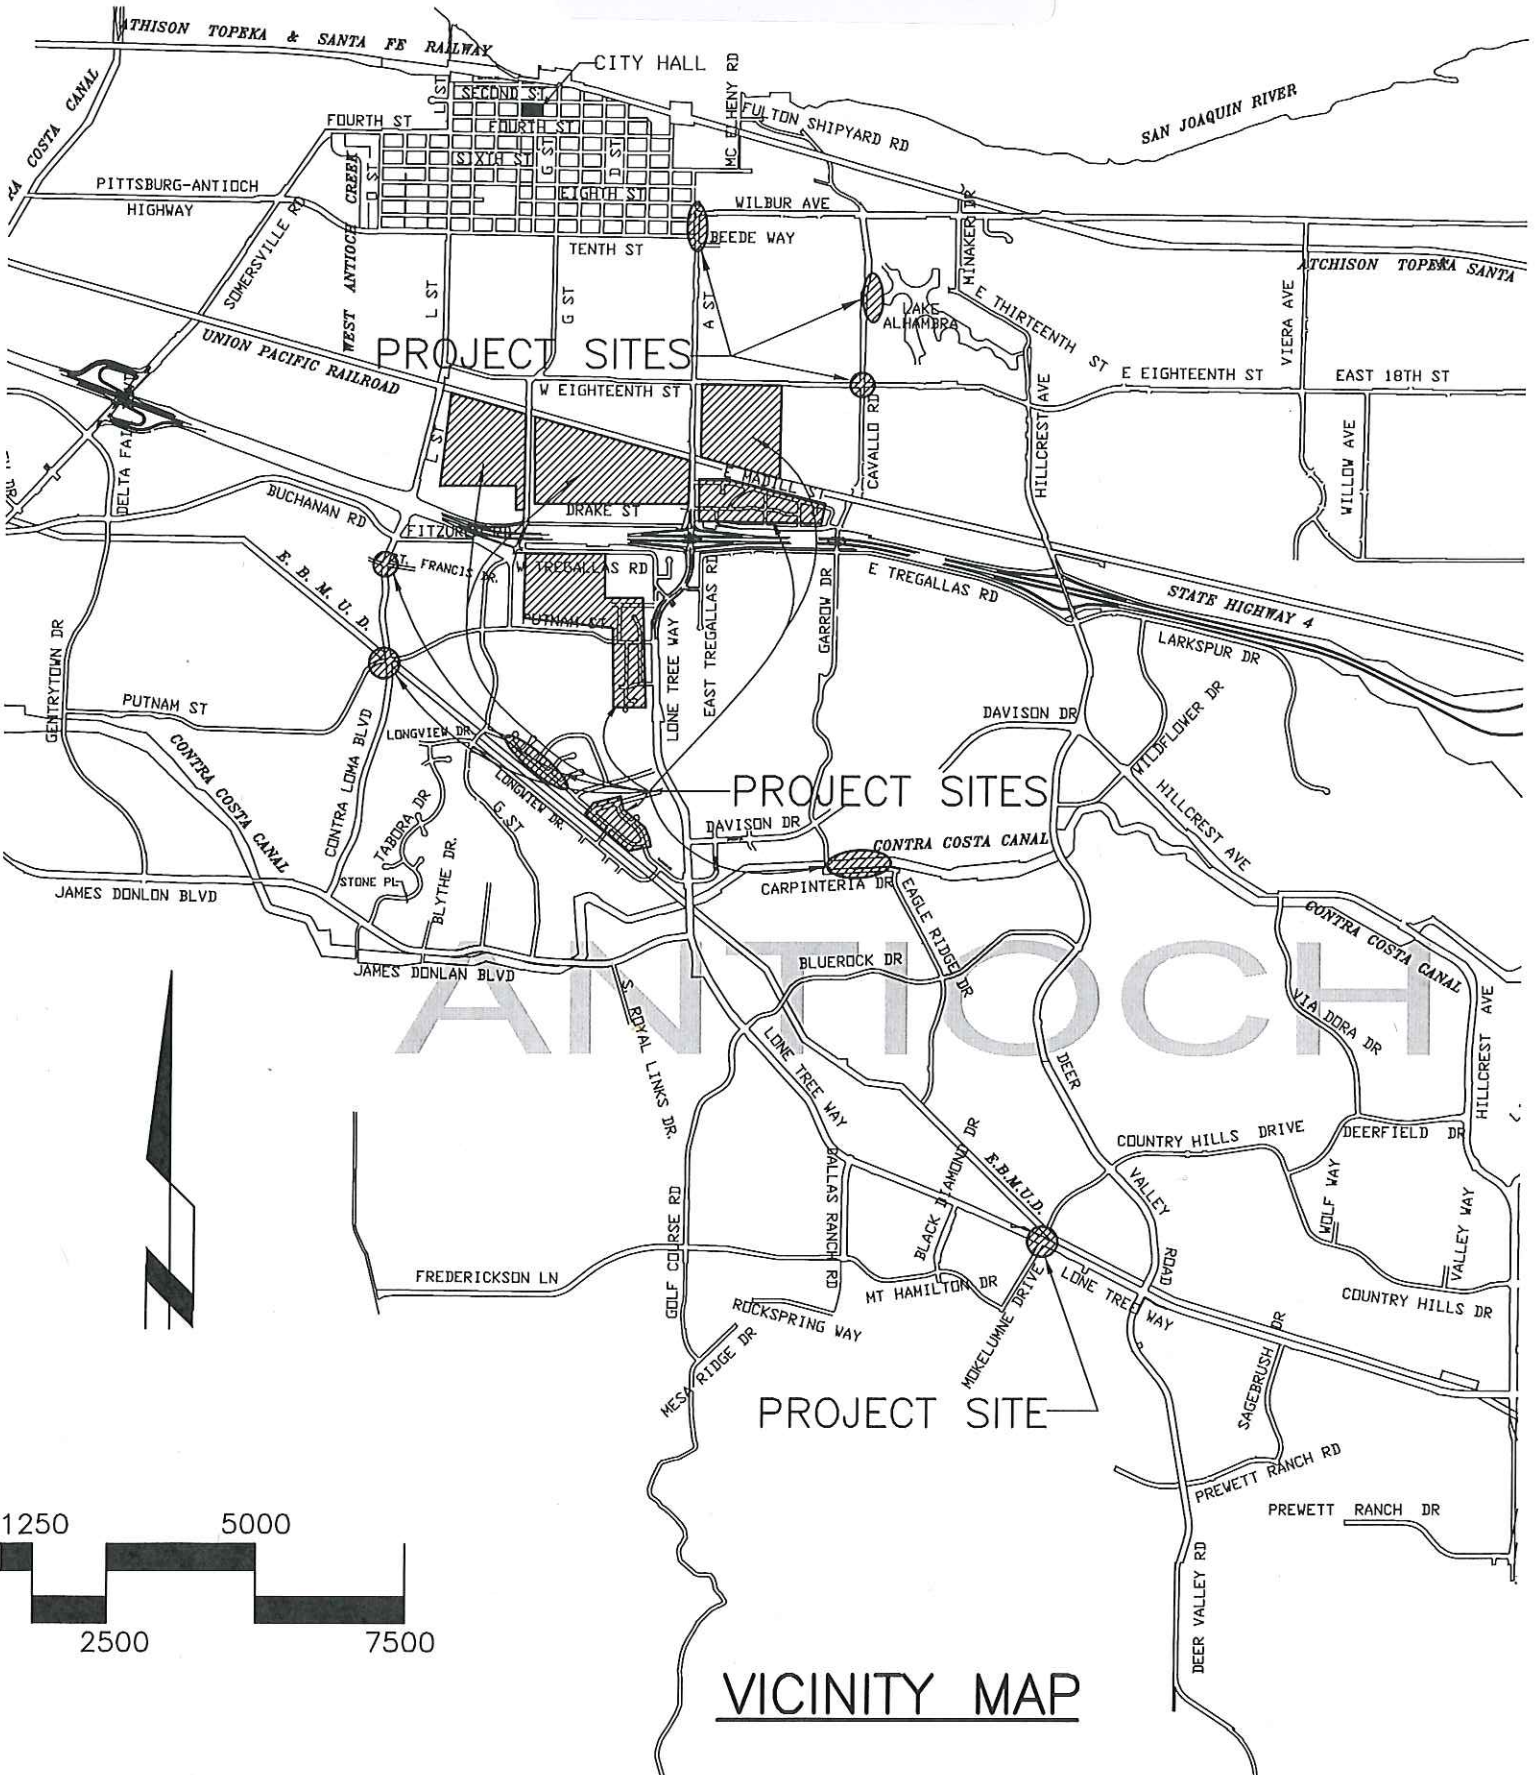 ATHISON TOPEKA & SANTA FE RAILWAY
CITY HALL
MC ELHENY RD
COSTA CANAL
L ST
SECOND ST
FULTON SHIPYARD RD
SAN JOAQUIN RIVER
FOURTH ST
FOURTH ST
SIXTH ST
G ST
D ST
O ST
EIGHTH ST
PITTSBURG-ANTIOCH
HIGHWAY
WILBUR AVE
BEEDE WAY
TENTH ST
MINAKER DR
SOMERSVILLE RD
WEST ANTIOCH CREEK
ATCHISON TOPEKA SANTA
L ST
G ST
A ST
LAKE
ALHAMBRA
E THIRTEENTH ST
VIERA AVE
UNION PACIFIC RAILROAD
PROJECT SITES
E EIGHTEENTH ST
EAST 18TH ST
W EIGHTEENTH ST
HILLCREST AVE
CAVALLO RD
WILLOW AVE
L ST
DELTA FAI
E MADILL ST
BUCHANAN RD
DRAKE ST
FITZUREN RD
ST. FRANCIS DR.
W TREGALLAS RD
E TREGALLAS RD
E. B. M. U. D.
STATE HIGHWAY 4
PUTNAM ST
GENTRYTOWN DR
LONE TREE WAY
EAST TREGALLAS RD
GARROW DR
LARKSPUR DR
PUTNAM ST
DAVISON DR
WILDFLOWER DR
LONGVIEW DR
CONTRA LOMA BLVD
CONTRA COSTA CANAL
LONGVIEW DR.
PROJECT SITES
HILLCREST AVE
TABORA DR
G ST
DAVISON DR
CONTRA COSTA CANAL
STONE PL
CARPINTERIA DR
JAMES DONLON BLVD
BLYTHE DR.
EAGLE RIDGE DR
CONTRA COSTA CANAL
ANTIOCH
BLUEROCK DR
JAMES DONLAN BLVD
S. ROYAL LINKS DR.
VIA DORA DR
HILLCREST AVE
LONE TREE WAY
DEER VALLEY ROAD
COUNTRY HILLS DRIVE
DEERFIELD DR
BLACK DIAMOND DR
E.B.M.U.D.
DALLAS RANCH RD
WOLF WAY
VALLEY WAY
GOLF COURSE RD
FREDERICKSON LN
MT HAMILTON DR
LONE TREE WAY
COUNTRY HILLS DR
ROCKSPRING WAY
MOKELUMNE DRIVE
MESA RIDGE DR
SAGEBRUSH DR
PROJECT SITE
PREWETT RANCH RD
PREWETT RANCH DR
1250 5000
2500 7500
DEER VALLEY RD
VICINITY MAP